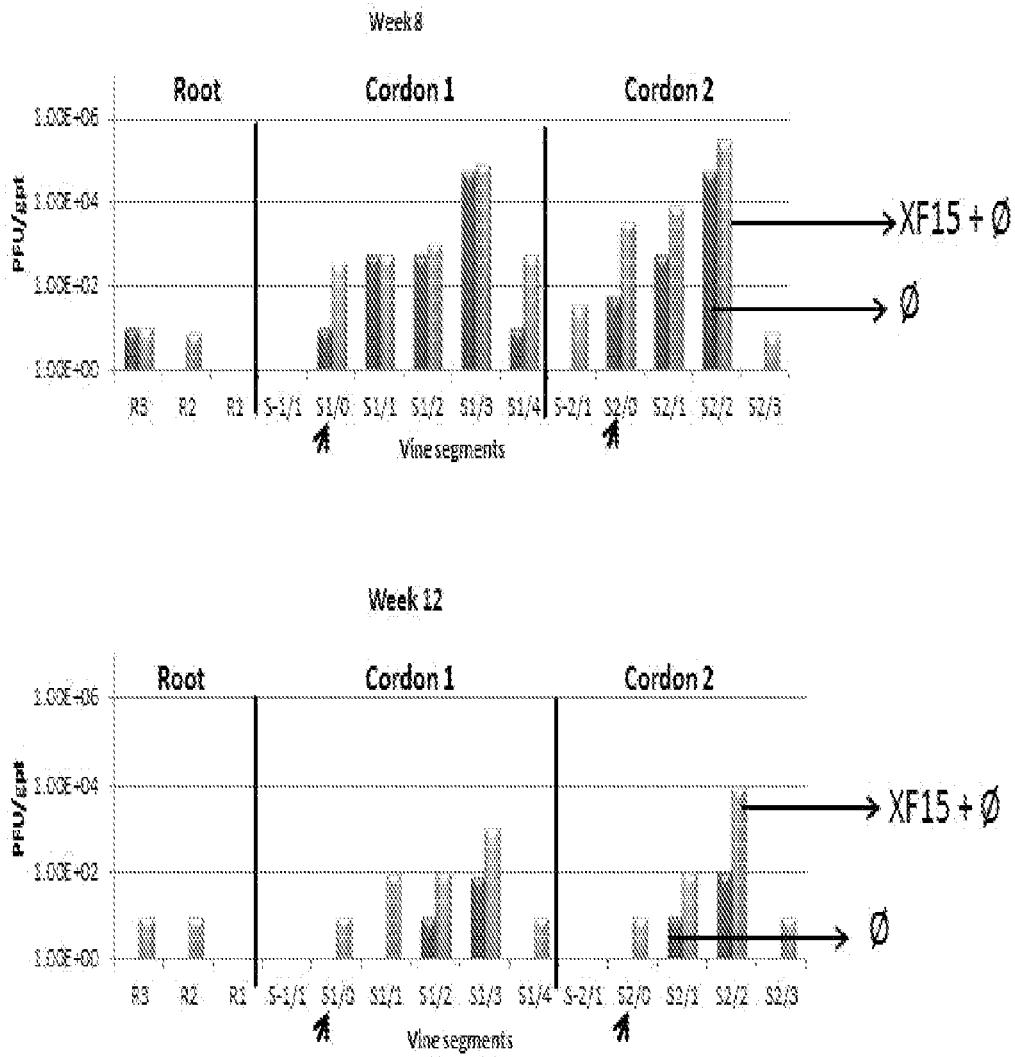 Week 8
Root
Cordon 1
Cordon 2
1.00E+06
1.00E+04
1.00E+02
1.00E+00
PFU/gpt
XF15 + Ø
Ø
R3 R2 R1 S-1/1 S1/0 S1/1 S1/2 S1/3 S1/4 S-2/1 S2/0 S2/1 S2/2 S2/3
Vine segments
Week 12
Root
Cordon 1
Cordon 2
1.00E+06
1.00E+04
1.00E+02
1.00E+00
PFU/gpt
XF15 + Ø
Ø
R3 R2 R1 S-1/1 S1/0 S1/1 S1/2 S1/3 S1/4 S-2/1 S2/0 S2/1 S2/2 S2/3
Vine segments